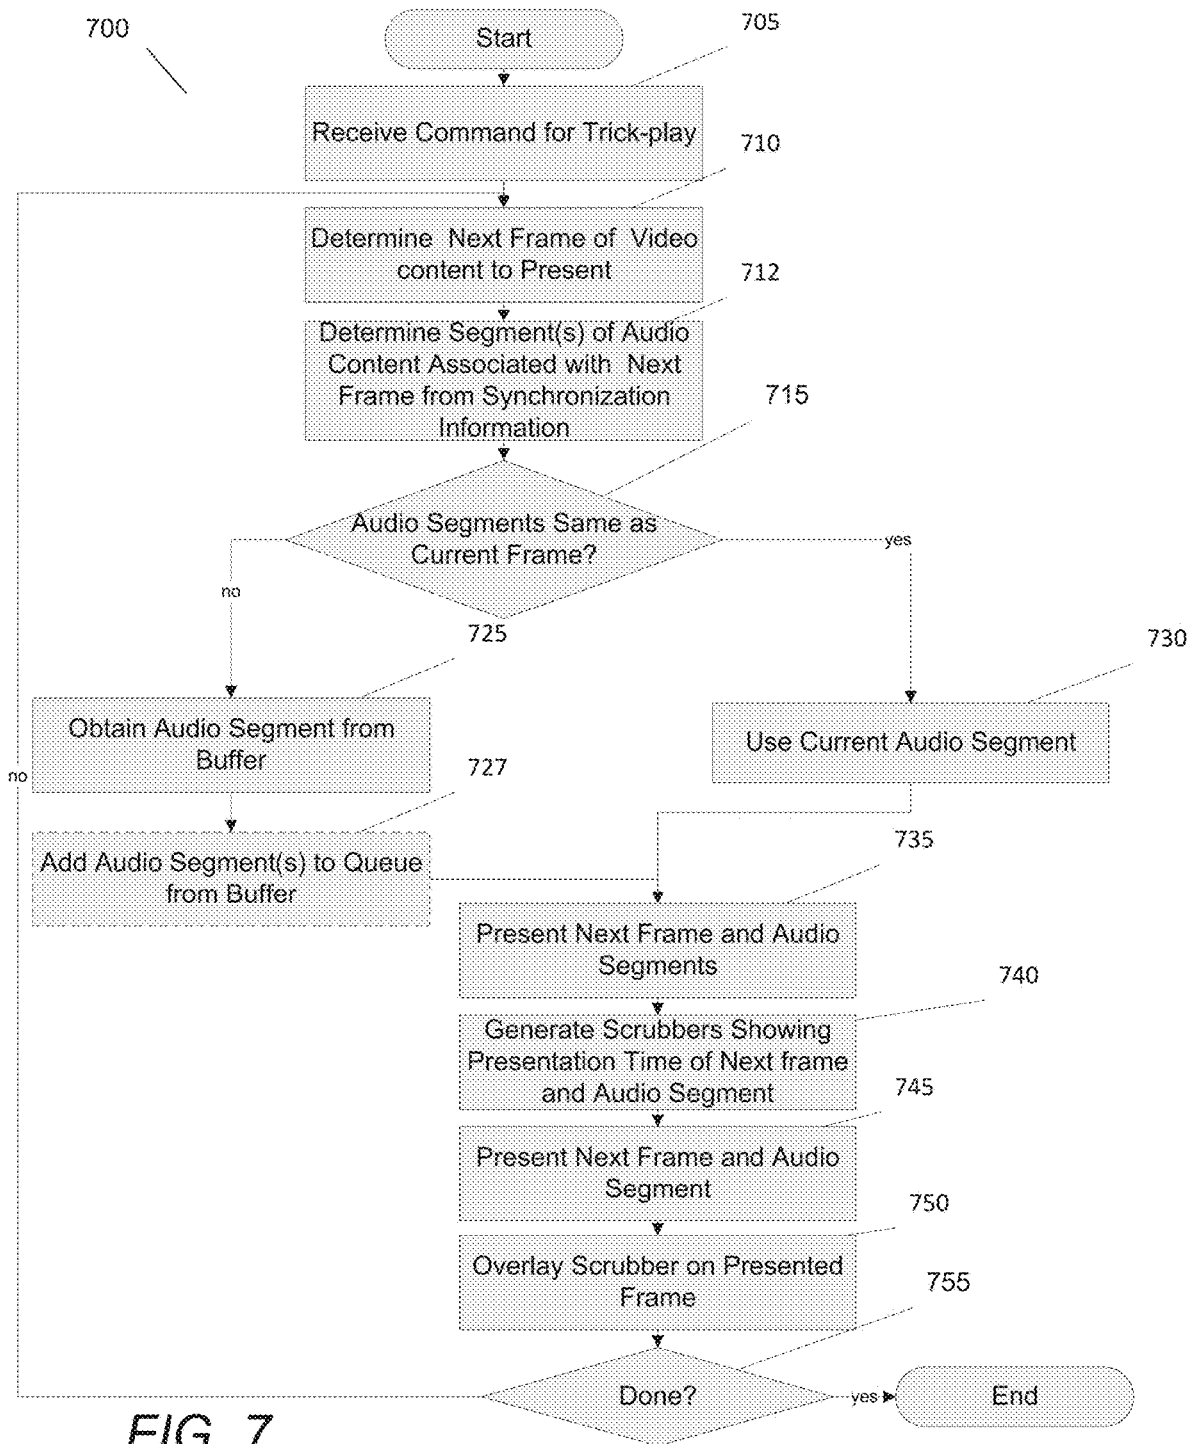 700
Start
705
Receive Command for Trick-play
710
Determine Next Frame of Video
content to Present
712
Determine Segment(s) of Audio
Content Associated with Next
Frame from Synchronization
Information
715
Audio Segments Same as
Current Frame?
yes
no
725
730
Obtain Audio Segment from
Buffer
Use Current Audio Segment
no
727
735
Add Audio Segment(s) to Queue
from Buffer
Present Next Frame and Audio
Segments
740
Generate Scrubbers Showing
Presentation Time of Next frame
and Audio Segment
745
Present Next Frame and Audio
Segment
750
Overlay Scrubber on Presented
Frame
755
Done?
yes
End
FIG. 7